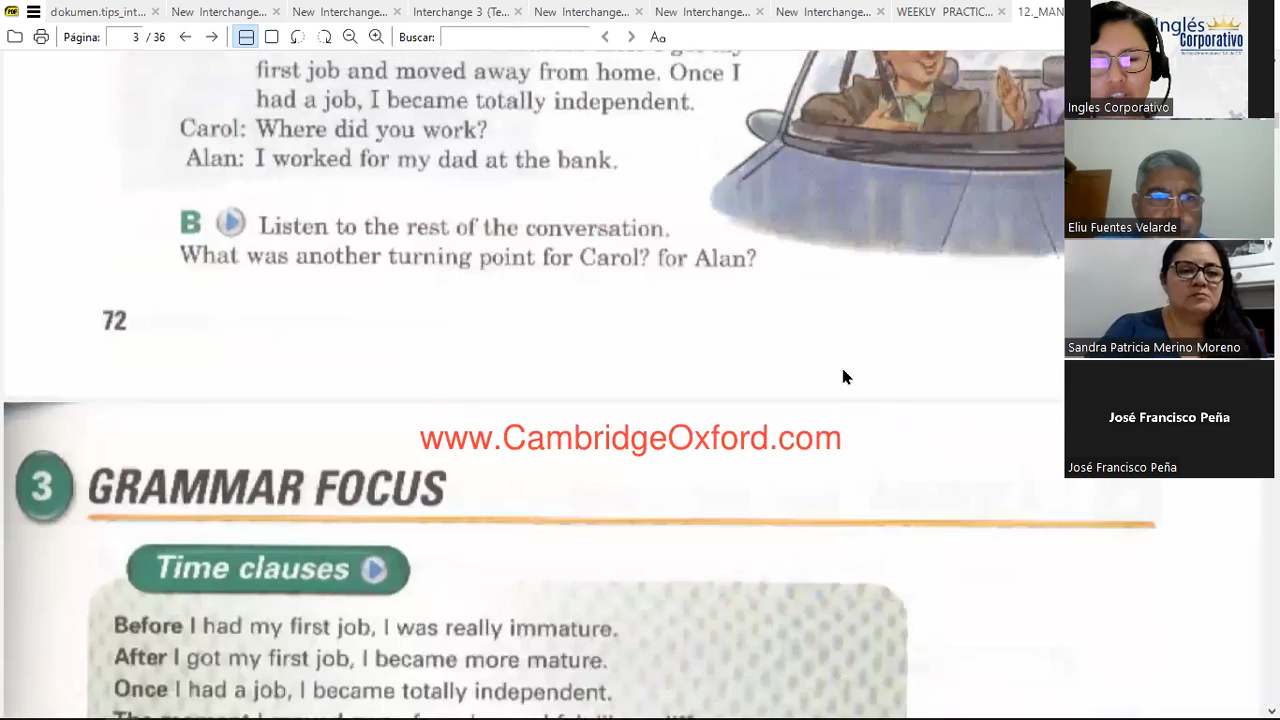 dokumen.tips_int...
New Interchange...
New Interchange...
Interchange 3 (Te...
New Interchange...
New Interchange...
New Interchange...
WEEKLY PRACTIC...
12._MAN
Página: 3 / 36
Buscar:
Aa
first job and moved away from home. Once I
had a job, I became totally independent.
Carol: Where did you work?
Alan: I worked for my dad at the bank.
B Listen to the rest of the conversation.
What was another turning point for Carol? for Alan?
72
www.CambridgeOxford.com
3 GRAMMAR FOCUS
Time clauses
Before I had my first job, I was really immature.
After I got my first job, I became more mature.
Once I had a job, I became totally independent.
Inglés
Corporativo
Ingles Corporativo
Eliu Fuentes Velarde
Sandra Patricia Merino Moreno
José Francisco Peña
José Francisco Peña